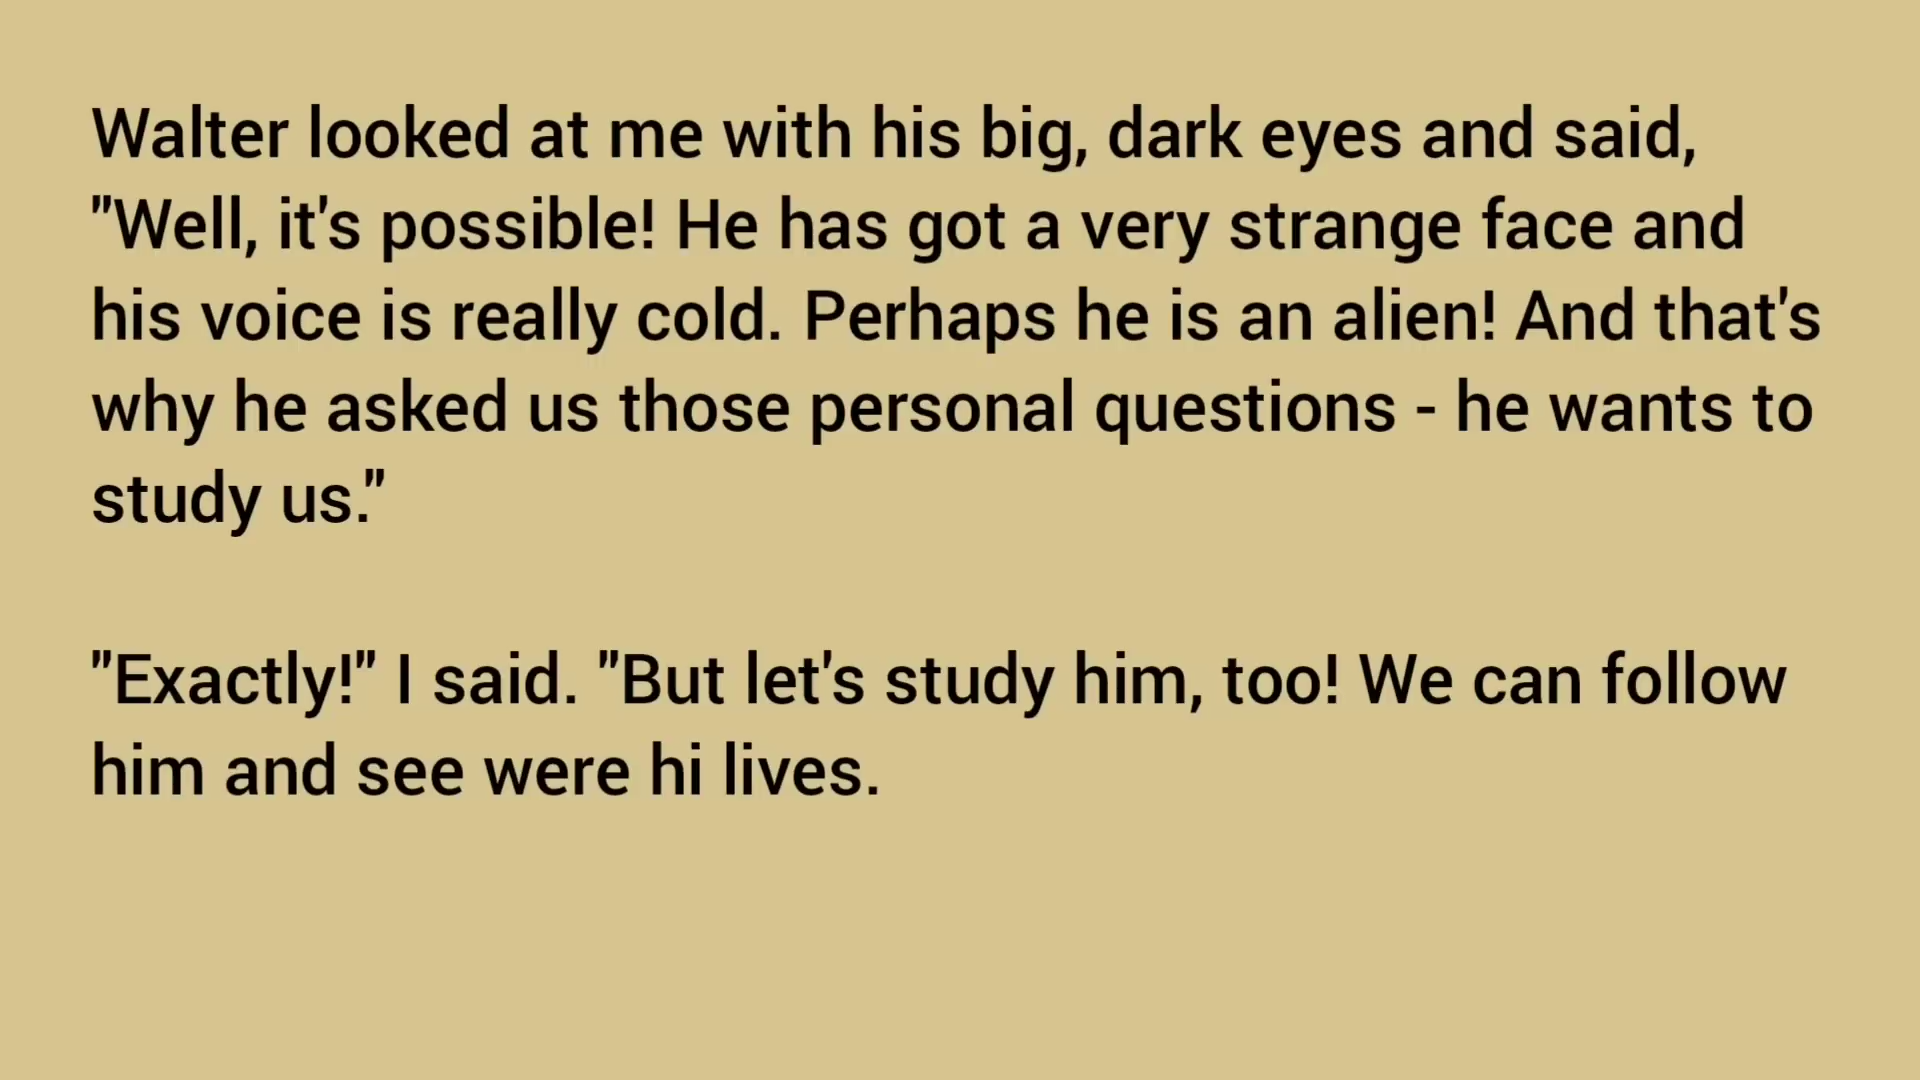 Walter looked at me with his big, dark eyes and said,
"Well, it's possible! He has got a very strange face and
his voice is really cold. Perhaps he is an alien! And that's
why he asked us those personal questions - he wants to
study us."
"Exactly!" I said. "But let's study him, too! We can follow
him and see were hi lives.